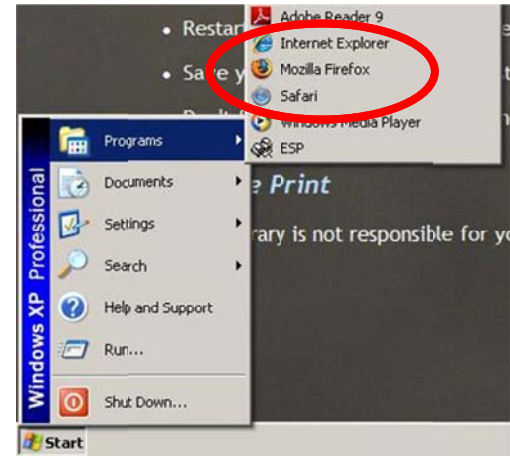 • Restar
Adobe Reader 9
Internet Explorer
• Save y
Mozilla Firefox
Safari
Windows Media Player
ESP
Programs
Documents
e Print
Settings
rary is not responsible for yo
Search
Help and Support
Run...
Shut Down...
Windows XP Professional
Start